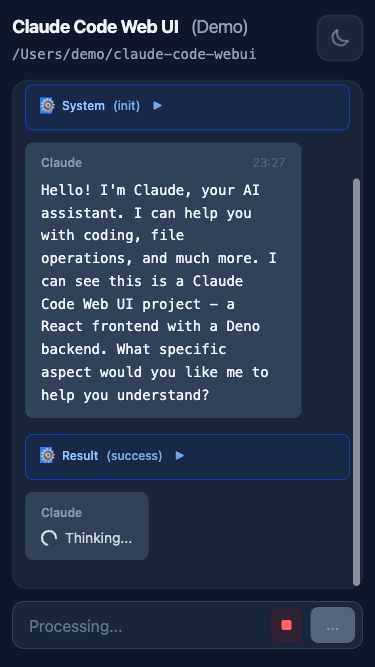 Claude Code Web UI (Demo)
/Users/demo/claude-code-webui
System (init)
Claude 23:27
Hello! I'm Claude, your AI
assistant. I can help you
with coding, file
operations, and much more. I
can see this is a Claude
Code Web UI project – a
React frontend with a Deno
backend. What specific
aspect would you like me to
help you understand?
Result (success)
Claude
Thinking...
Processing...
...